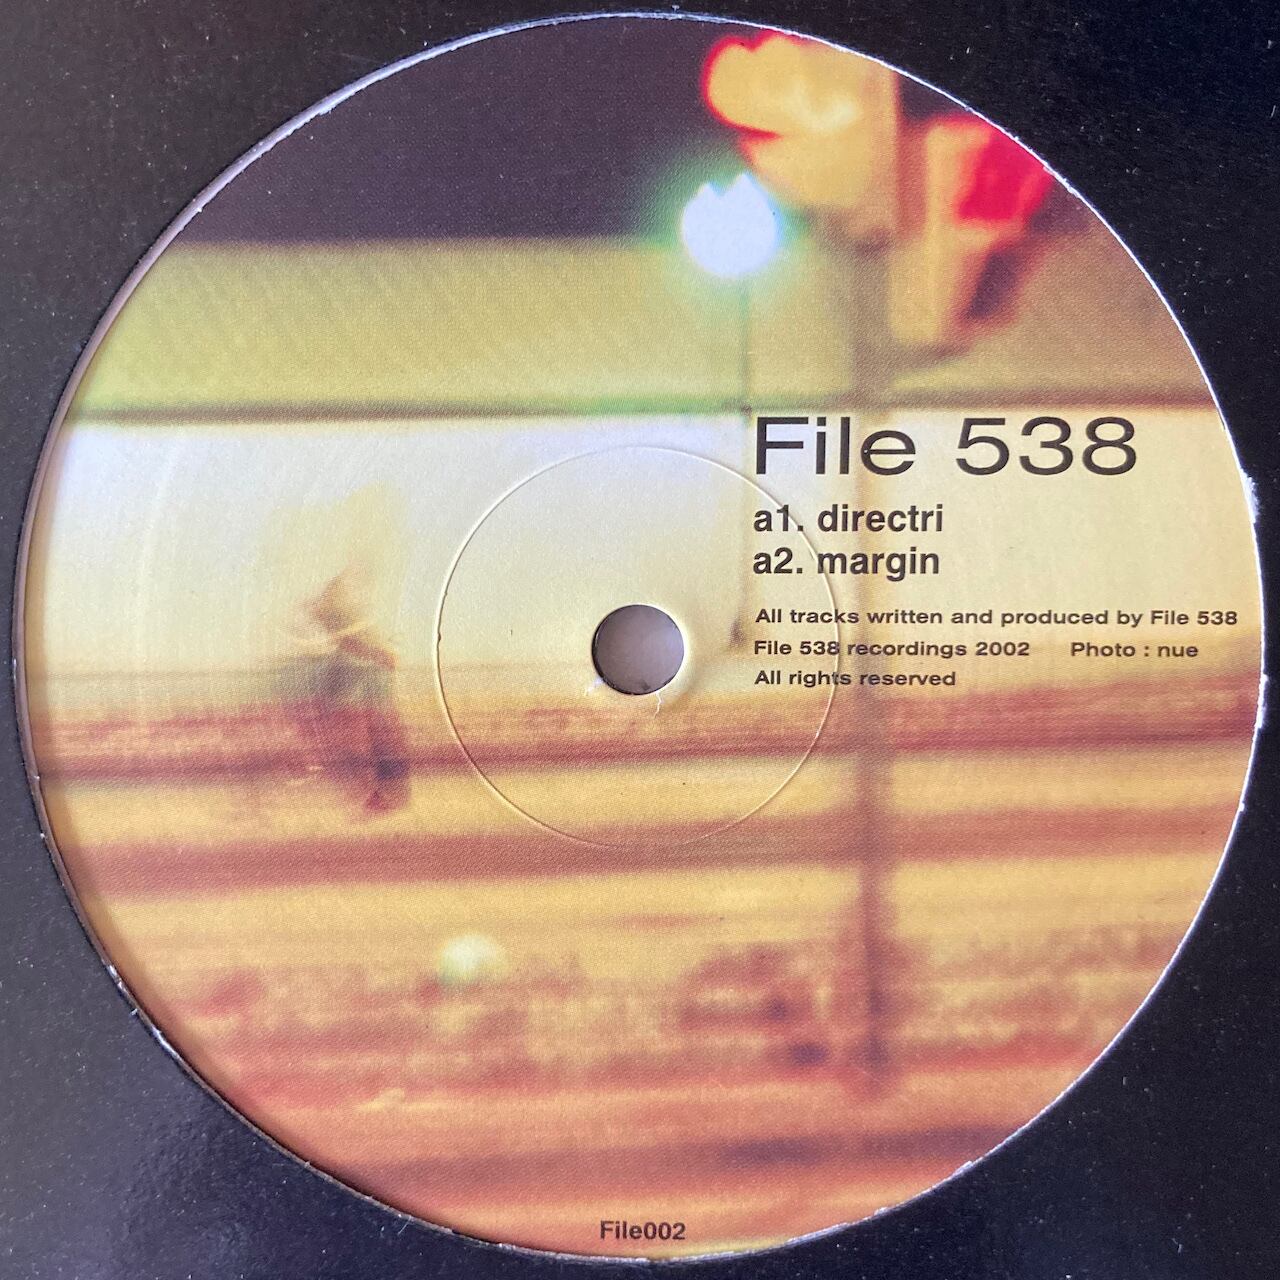 File 538
a1. directri
a2. margin
All tracks written and produced by File 538
File 538 recordings 2002 Photo : nue
All rights reserved
File002